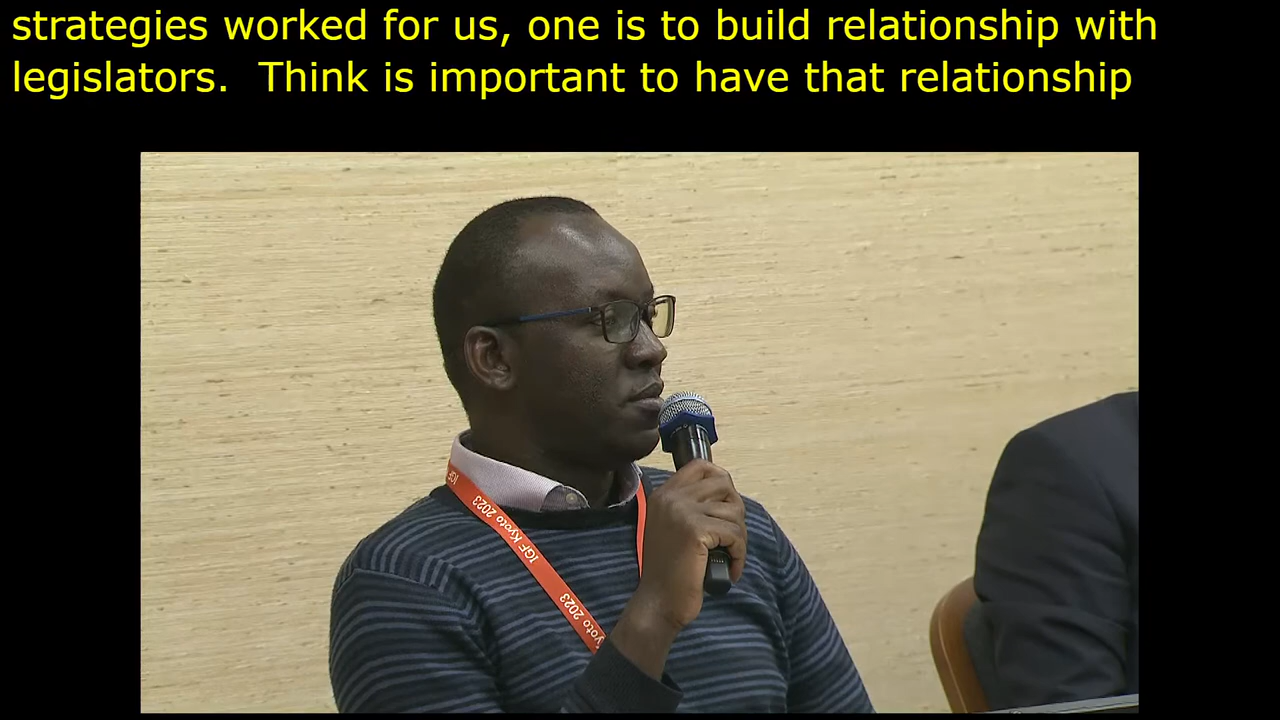 strategies worked for us, one is to build relationship with
legislators.  Think is important to have that relationship
IGF
IGF Kyoto 2023
yoto 2023